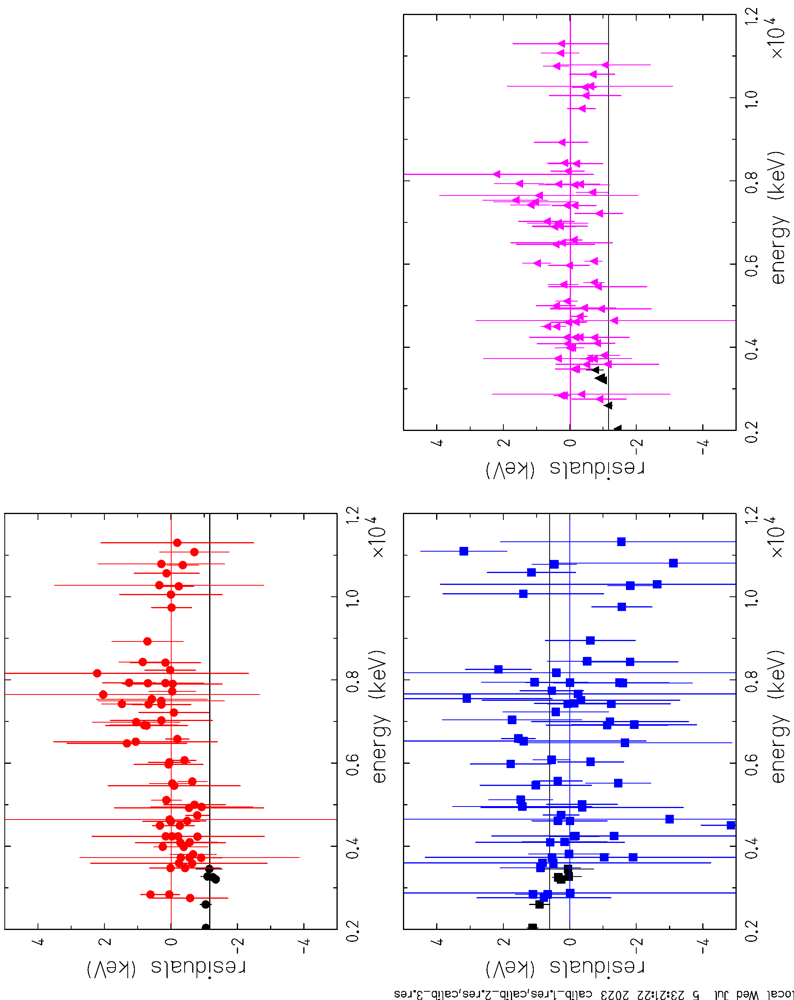 residuals (keV)
4
2
0
-2
-4
0.2 0.4 0.6 0.8 1.0 1.2
energy (keV) ×10⁴
residuals (keV)
4
2
0
-2
-4
0.2 0.4 0.6 0.8 1.0 1.2
energy (keV) ×10⁴
residuals (keV)
4
2
0
-2
-4
0.2 0.4 0.6 0.8 1.0 1.2
energy (keV) ×10⁴
local Wed Jul 5 23:21:22 2023 calib_1.res,calib_2.res,calib_3.res